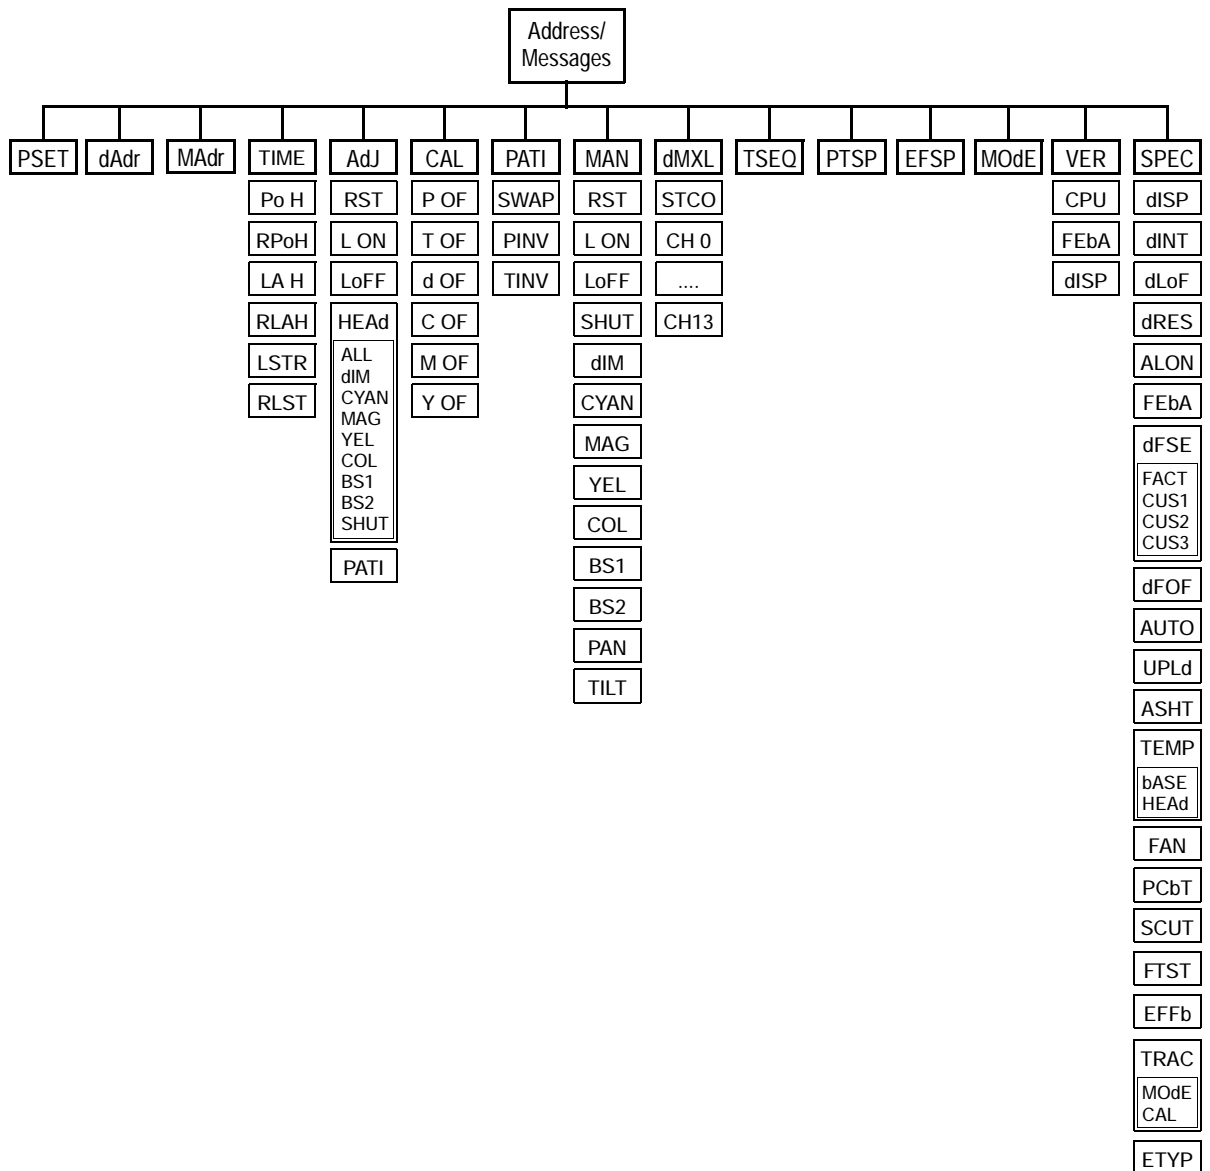 Address/
Messages
PSET
dAdr
MAdr
TIME
AdJ
CAL
PATI
MAN
dMXL
TSEQ
PTSP
EFSP
MOdE
VER
SPEC
Po H
RPoH
LA H
RLAH
LSTR
RLST
RST
L ON
LoFF
HEAd
ALL
dIM
CYAN
MAG
YEL
COL
BS1
BS2
SHUT
PATI
P OF
T OF
d OF
C OF
M OF
Y OF
SWAP
PINV
TINV
RST
L ON
LoFF
SHUT
dIM
CYAN
MAG
YEL
COL
BS1
BS2
PAN
TILT
STCO
CH 0
....
CH13
CPU
FEbA
dISP
dISP
dINT
dLoF
dRES
ALON
FEbA
dFSE
FACT
CUS1
CUS2
CUS3
dFOF
AUTO
UPLd
ASHT
TEMP
bASE
HEAd
FAN
PCbT
SCUT
FTST
EFFb
TRAC
MOdE
CAL
ETYP